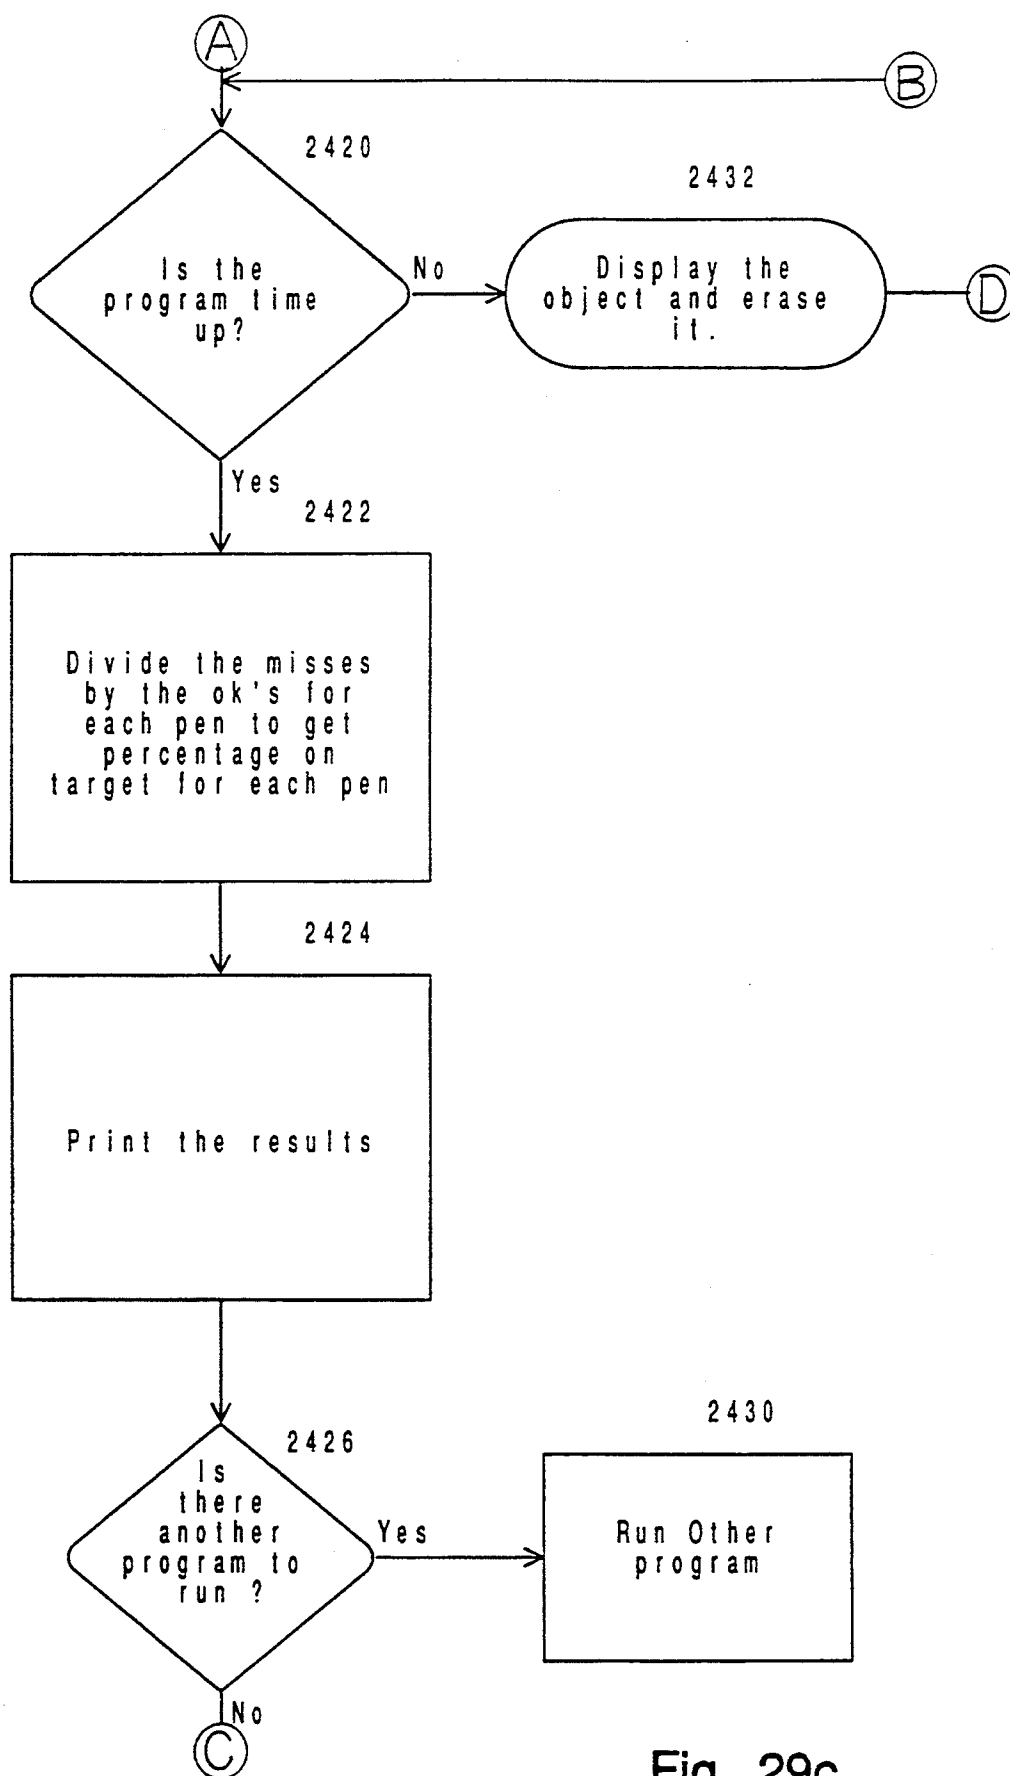 A
B
2420
2432
Is the
program time
up?
No
Display the
object and erase
it.
D
Yes
2422
Divide the misses
by the ok's for
each pen to get
percentage on
target for each pen
2424
Print the results
2430
2426
Is
there
another
program to
run ?
Yes
Run Other
program
No
C
Fig. 29c